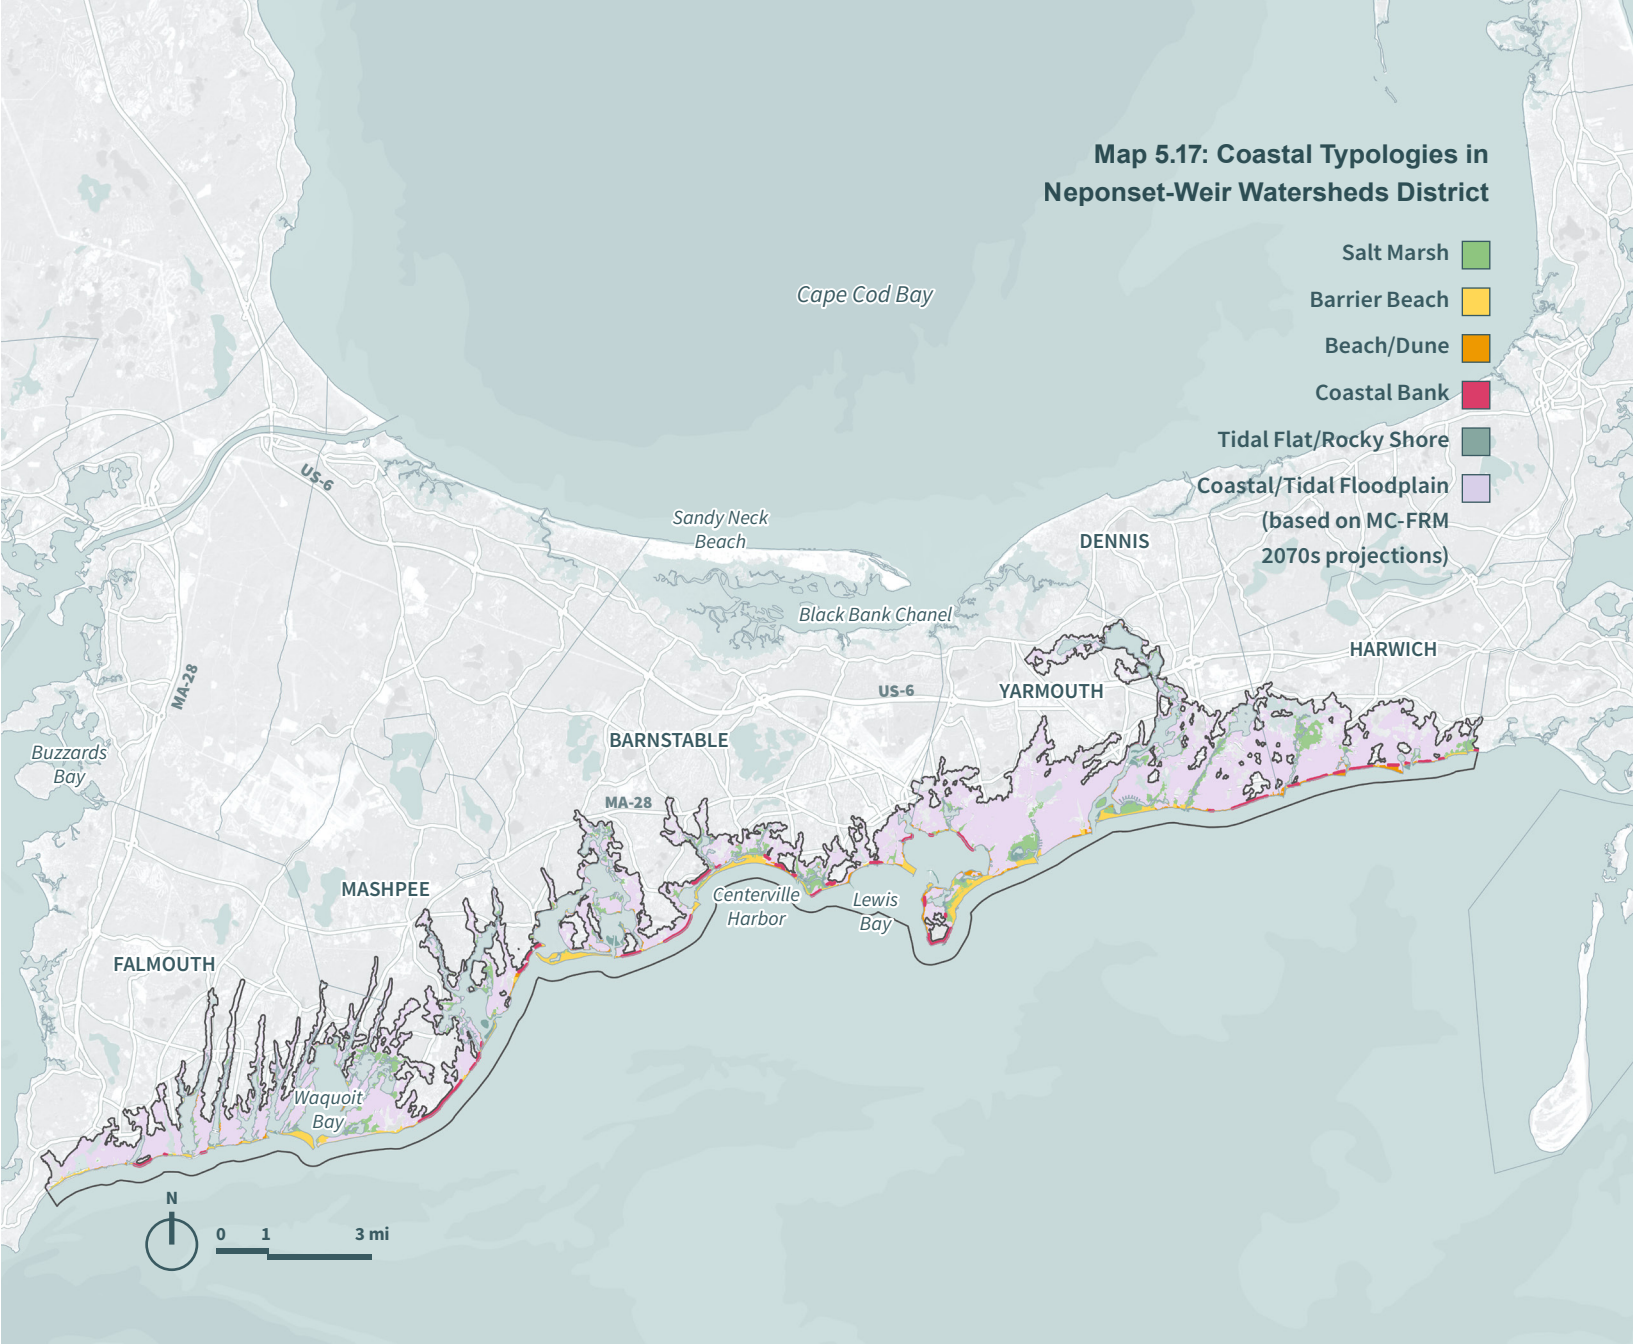 Map 5.17: Coastal Typologies in
Neponset-Weir Watersheds District
Salt Marsh
Barrier Beach
Beach/Dune
Coastal Bank
Tidal Flat/Rocky Shore
Coastal/Tidal Floodplain
(based on MC-FRM
2070s projections)
Cape Cod Bay
US-6
Sandy Neck
Beach
DENNIS
Black Bank Chanel
HARWICH
MA-28
US-6
YARMOUTH
BARNSTABLE
Buzzards
Bay
MA-28
MASHPEE
Centerville
Harbor
Lewis
Bay
FALMOUTH
Waquoit
Bay
N
0 1 3 mi